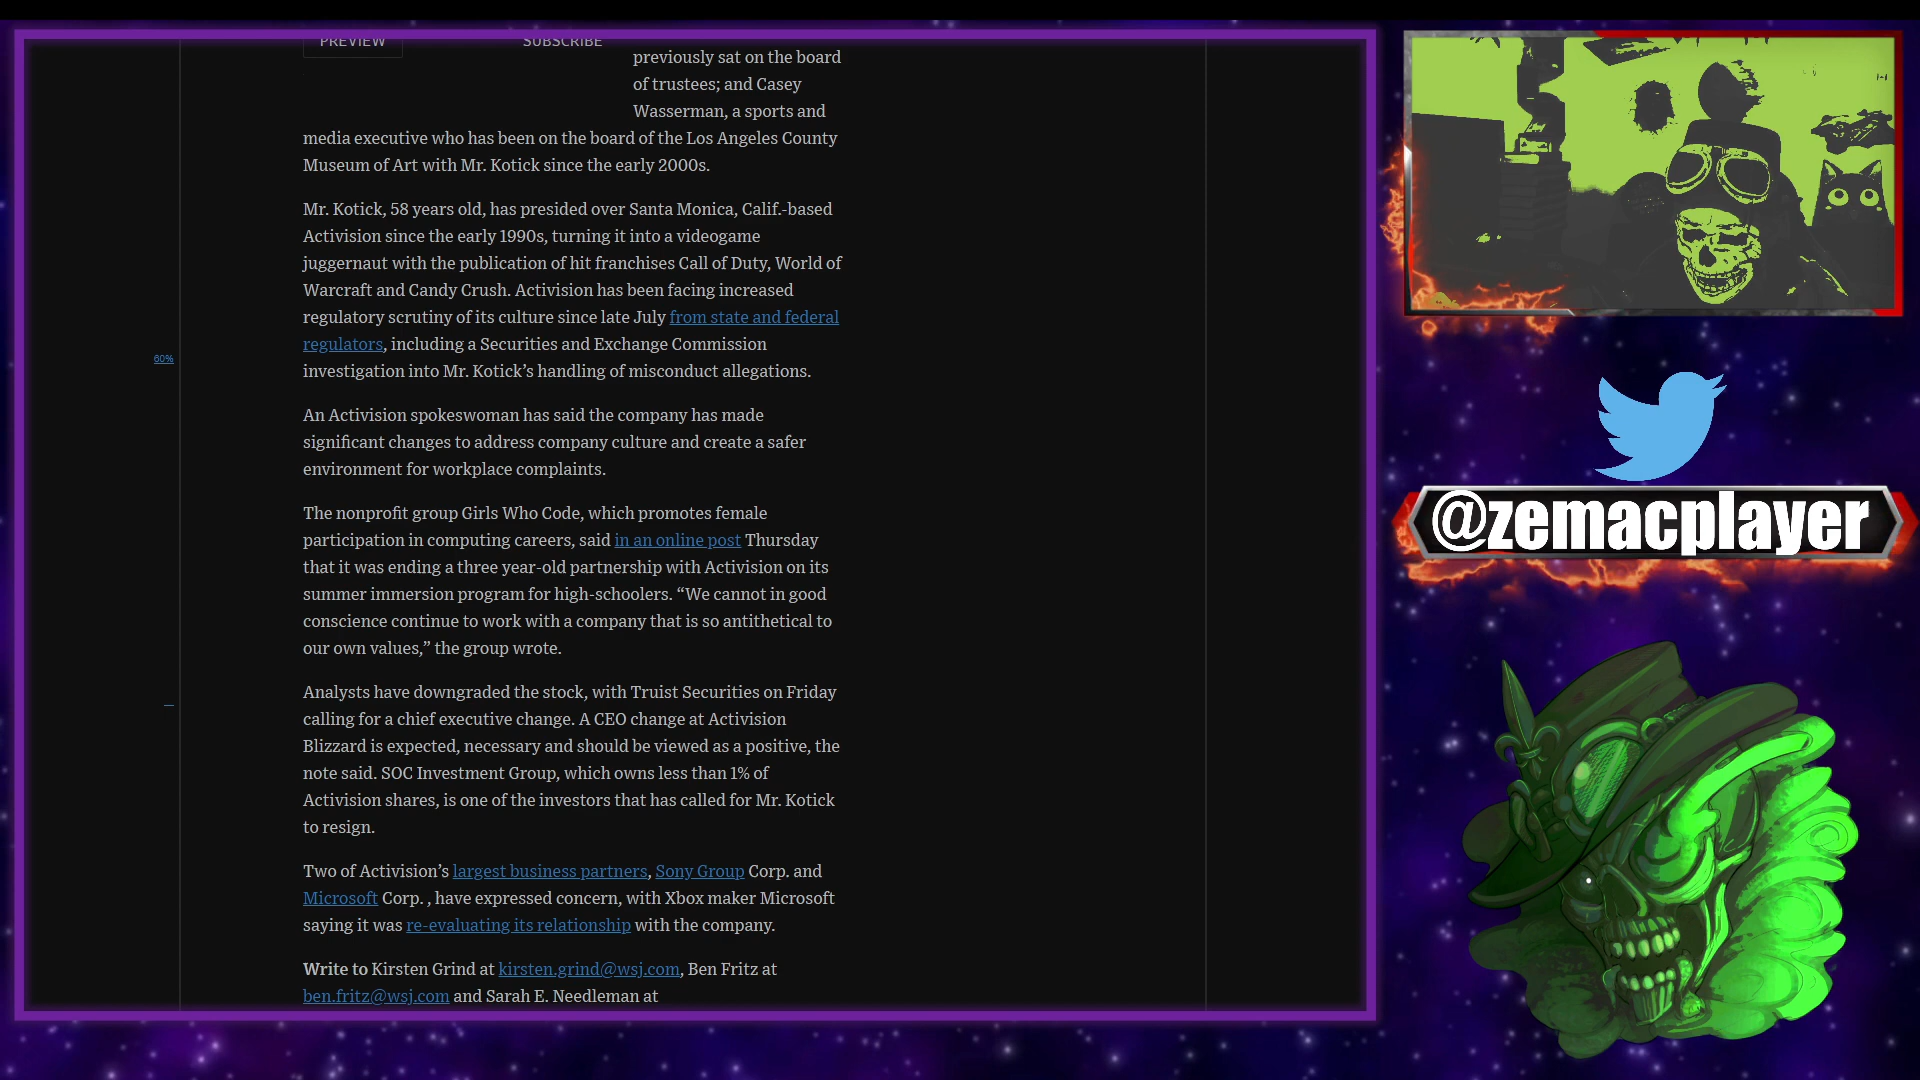 PREVIEW
SUBSCRIBE
previously sat on the board
of trustees; and Casey
Wasserman, a sports and
media executive who has been on the board of the Los Angeles County
Museum of Art with Mr. Kotick since the early 2000s.
Mr. Kotick, 58 years old, has presided over Santa Monica, Calif.-based
Activision since the early 1990s, turning it into a videogame
juggernaut with the publication of hit franchises Call of Duty, World of
Warcraft and Candy Crush. Activision has been facing increased
regulatory scrutiny of its culture since late July from state and federal
regulators, including a Securities and Exchange Commission
investigation into Mr. Kotick’s handling of misconduct allegations.
60%
An Activision spokeswoman has said the company has made
significant changes to address company culture and create a safer
environment for workplace complaints.
The nonprofit group Girls Who Code, which promotes female
participation in computing careers, said in an online post Thursday
that it was ending a three year-old partnership with Activision on its
summer immersion program for high-schoolers. “We cannot in good
conscience continue to work with a company that is so antithetical to
our own values,” the group wrote.
Analysts have downgraded the stock, with Truist Securities on Friday
calling for a chief executive change. A CEO change at Activision
Blizzard is expected, necessary and should be viewed as a positive, the
note said. SOC Investment Group, which owns less than 1% of
Activision shares, is one of the investors that has called for Mr. Kotick
to resign.
Two of Activision’s largest business partners, Sony Group Corp. and
Microsoft Corp. , have expressed concern, with Xbox maker Microsoft
saying it was re-evaluating its relationship with the company.
Write to Kirsten Grind at kirsten.grind@wsj.com, Ben Fritz at
ben.fritz@wsj.com and Sarah E. Needleman at
@zemacplayer